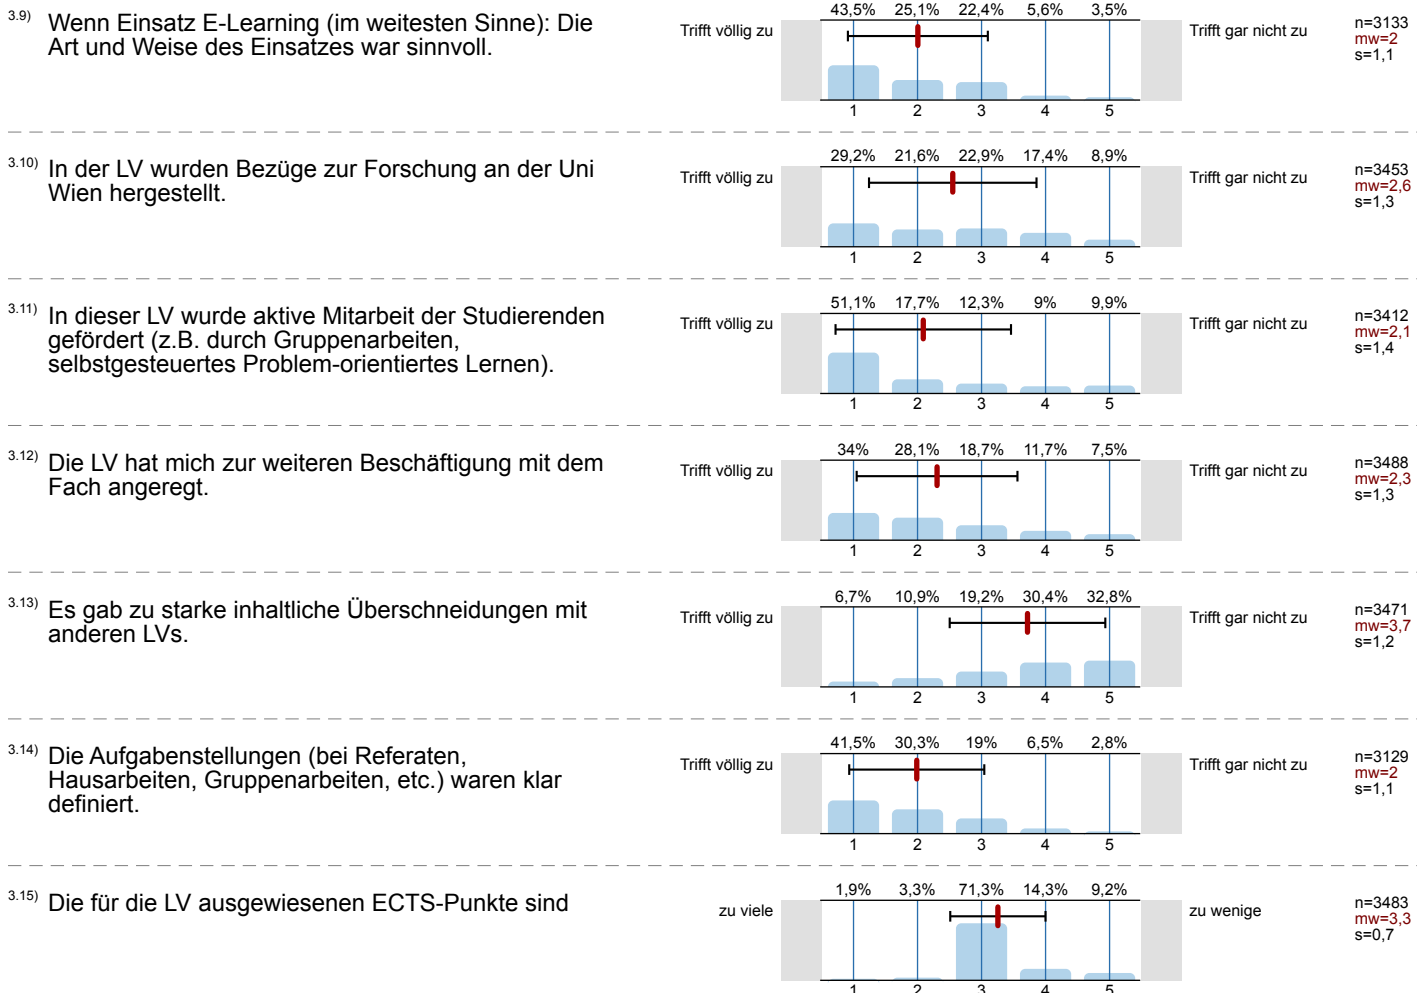 3.9) Wenn Einsatz E-Learning (im weitesten Sinne): Die
Art und Weise des Einsatzes war sinnvoll.
Trifft völlig zu
43,5% 25,1% 22,4% 5,6% 3,5%
1 2 3 4 5
Trifft gar nicht zu
n=3133
mw=2
s=1,1
3.10) In der LV wurden Bezüge zur Forschung an der Uni
Wien hergestellt.
Trifft völlig zu
29,2% 21,6% 22,9% 17,4% 8,9%
1 2 3 4 5
Trifft gar nicht zu
n=3453
mw=2,6
s=1,3
3.11) In dieser LV wurde aktive Mitarbeit der Studierenden
gefördert (z.B. durch Gruppenarbeiten,
selbstgesteuertes Problem-orientiertes Lernen).
Trifft völlig zu
51,1% 17,7% 12,3% 9% 9,9%
1 2 3 4 5
Trifft gar nicht zu
n=3412
mw=2,1
s=1,4
3.12) Die LV hat mich zur weiteren Beschäftigung mit dem
Fach angeregt.
Trifft völlig zu
34% 28,1% 18,7% 11,7% 7,5%
1 2 3 4 5
Trifft gar nicht zu
n=3488
mw=2,3
s=1,3
3.13) Es gab zu starke inhaltliche Überschneidungen mit
anderen LVs.
Trifft völlig zu
6,7% 10,9% 19,2% 30,4% 32,8%
1 2 3 4 5
Trifft gar nicht zu
n=3471
mw=3,7
s=1,2
3.14) Die Aufgabenstellungen (bei Referaten,
Hausarbeiten, Gruppenarbeiten, etc.) waren klar
definiert.
Trifft völlig zu
41,5% 30,3% 19% 6,5% 2,8%
1 2 3 4 5
Trifft gar nicht zu
n=3129
mw=2
s=1,1
3.15) Die für die LV ausgewiesenen ECTS-Punkte sind
zu viele
1,9% 3,3% 71,3% 14,3% 9,2%
1 2 3 4 5
zu wenige
n=3483
mw=3,3
s=0,7